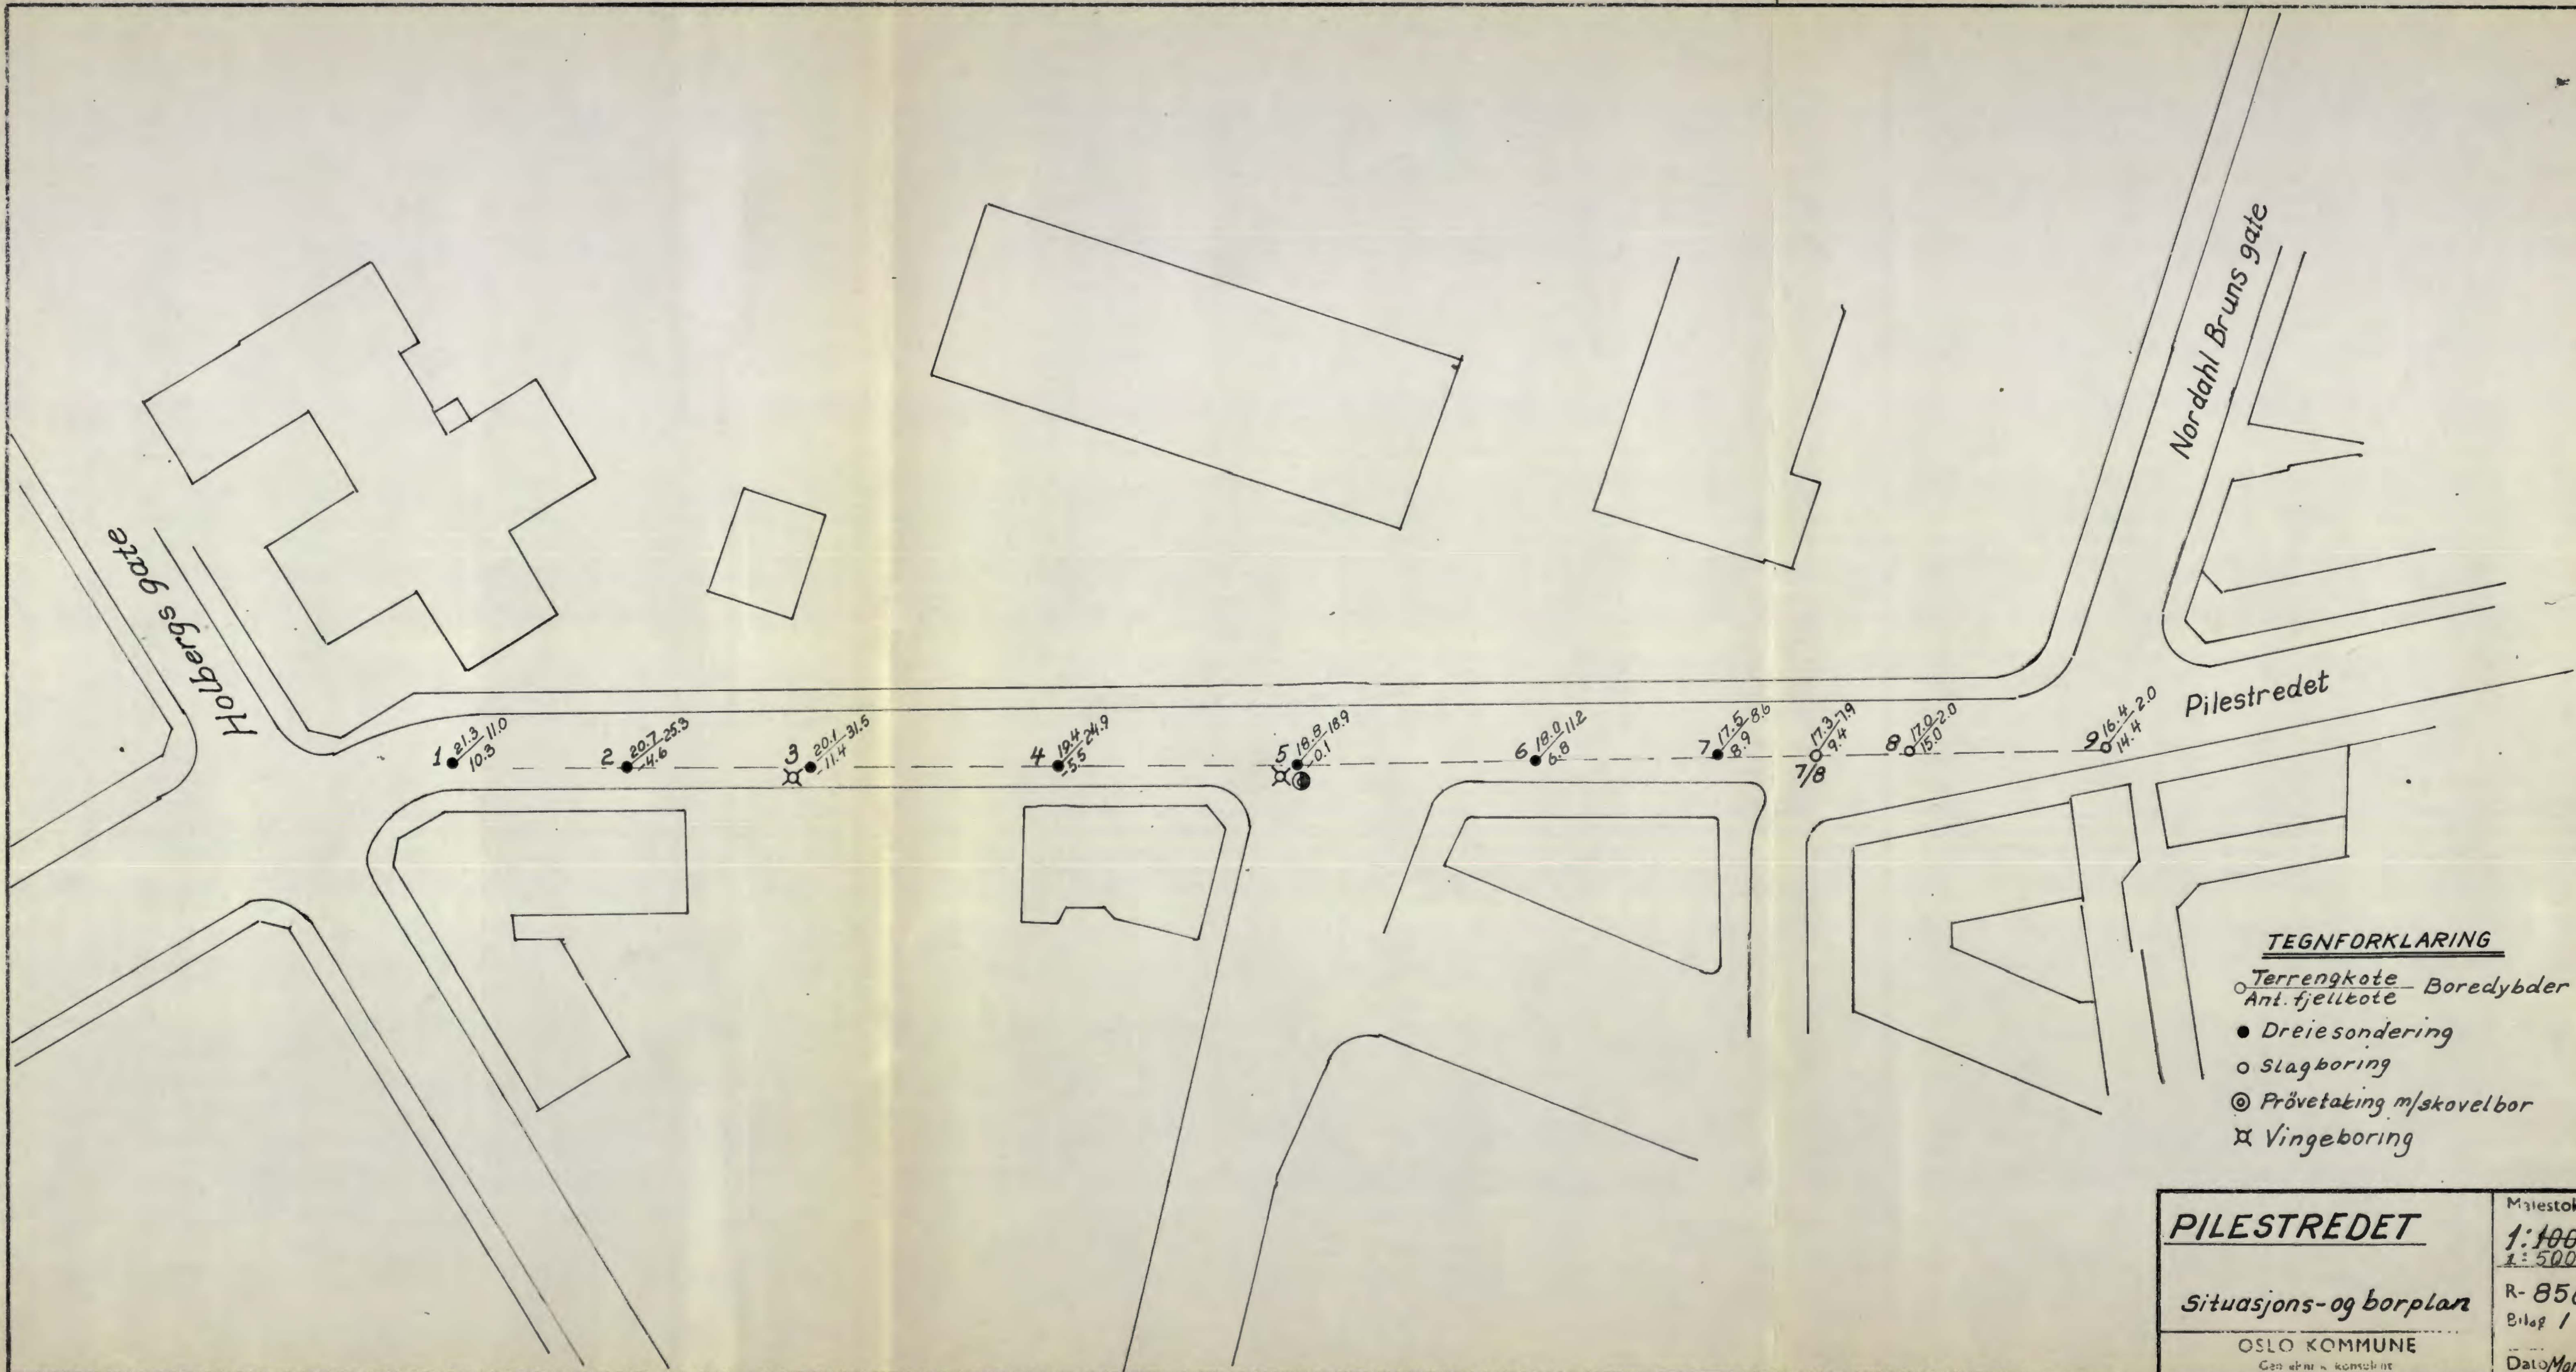 Nordahl Bruns gate
Holbergs gate
Pilestredet
1 21.3 11.0
10.3
2 20.7 25.3
-4.6
3 20.1 31.5
-11.4
4 19.4 24.9
-5.5
5 18.8 18.9
-0.1
6 18.0 11.2
6.8
7 17.5 8.6
8.9
7/8 17.3 7.9
9.4
8 17.0 2.0
15.0
9 16.4 2.0
14.4
TEGNFORKLARING
Terrengkote Boredybder
Ant. fjellkote
Dreiesondering
Slagboring
Prövetaking m/skovelbor
Vingeboring
PILESTREDET
Situasjons-og borplan
OSLO KOMMUNE
1:100
1:500
R-
Bilag 1
Dato